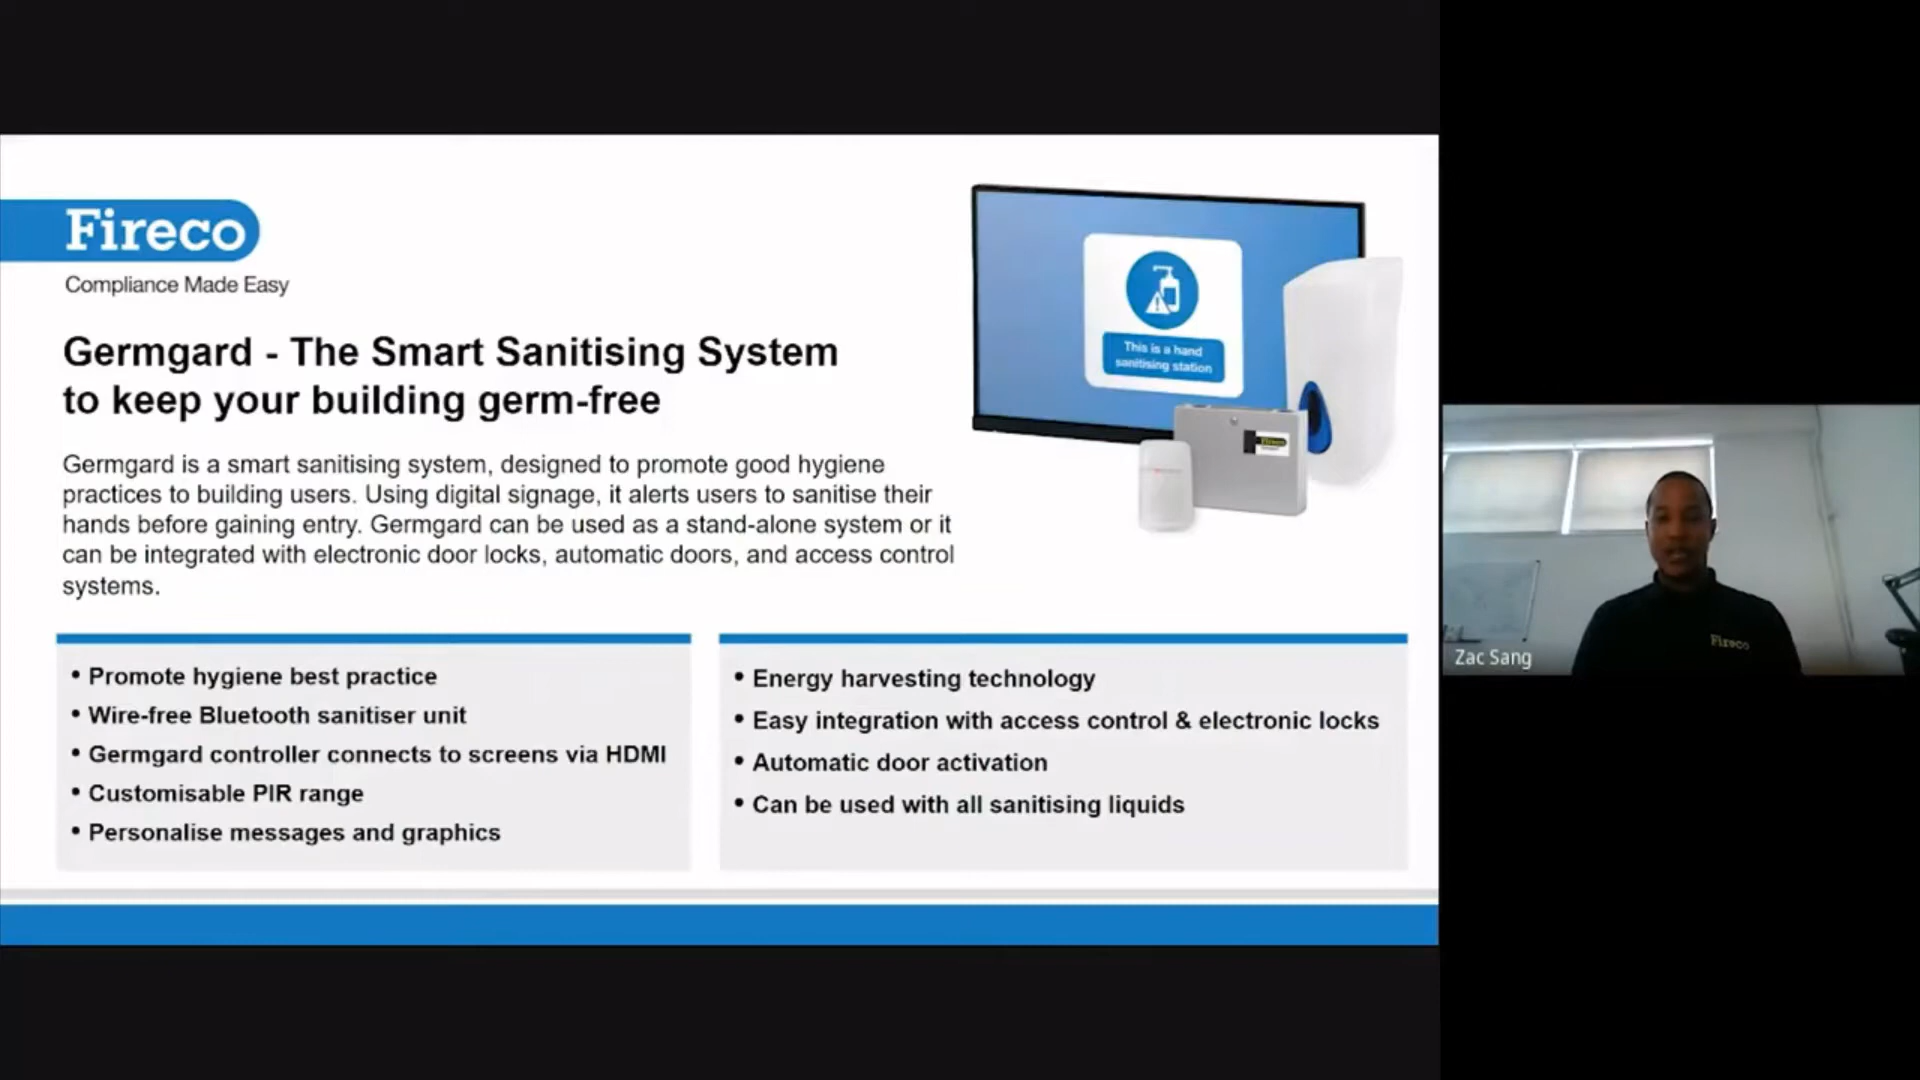 Fireco
Compliance Made Easy
Germgard - The Smart Sanitising System
to keep your building germ-free
Germgard is a smart sanitising system, designed to promote good hygiene
practices to building users. Using digital signage, it alerts users to sanitise their
hands before gaining entry. Germgard can be used as a stand-alone system or it
can be integrated with electronic door locks, automatic doors, and access control
systems.
This is a hand
sanitising station
Fireco
• Promote hygiene best practice
• Wire-free Bluetooth sanitiser unit
• Germgard controller connects to screens via HDMI
• Customisable PIR range
• Personalise messages and graphics
• Energy harvesting technology
• Easy integration with access control & electronic locks
• Automatic door activation
• Can be used with all sanitising liquids
Fireco
Zac Sang